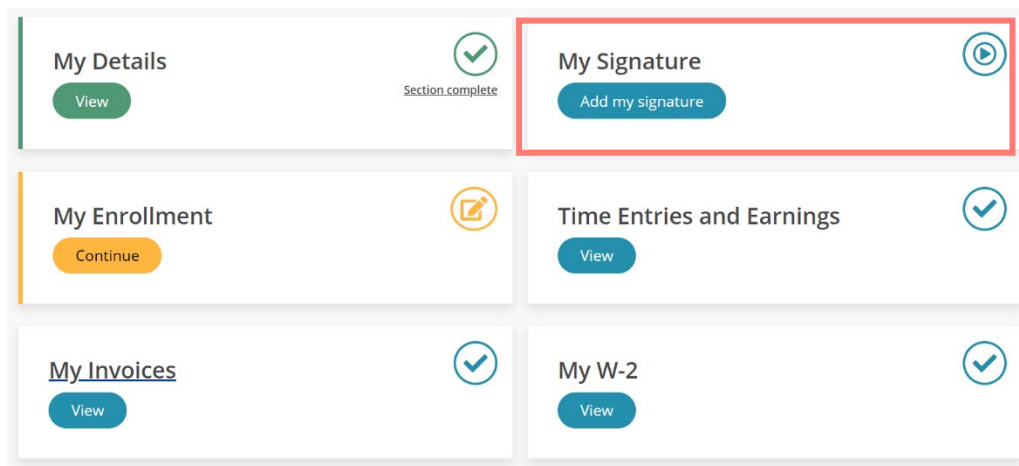 My Details
View
Section complete
My Signature
Add my signature
My Enrollment
Continue
Time Entries and Earnings
View
My Invoices
View
My W-2
View